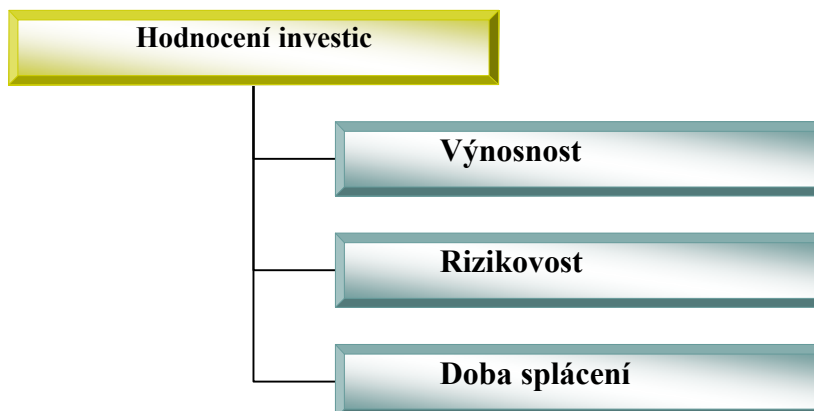 Hodnocení investic
Výnosnost
Rizikovost
Doba splácení